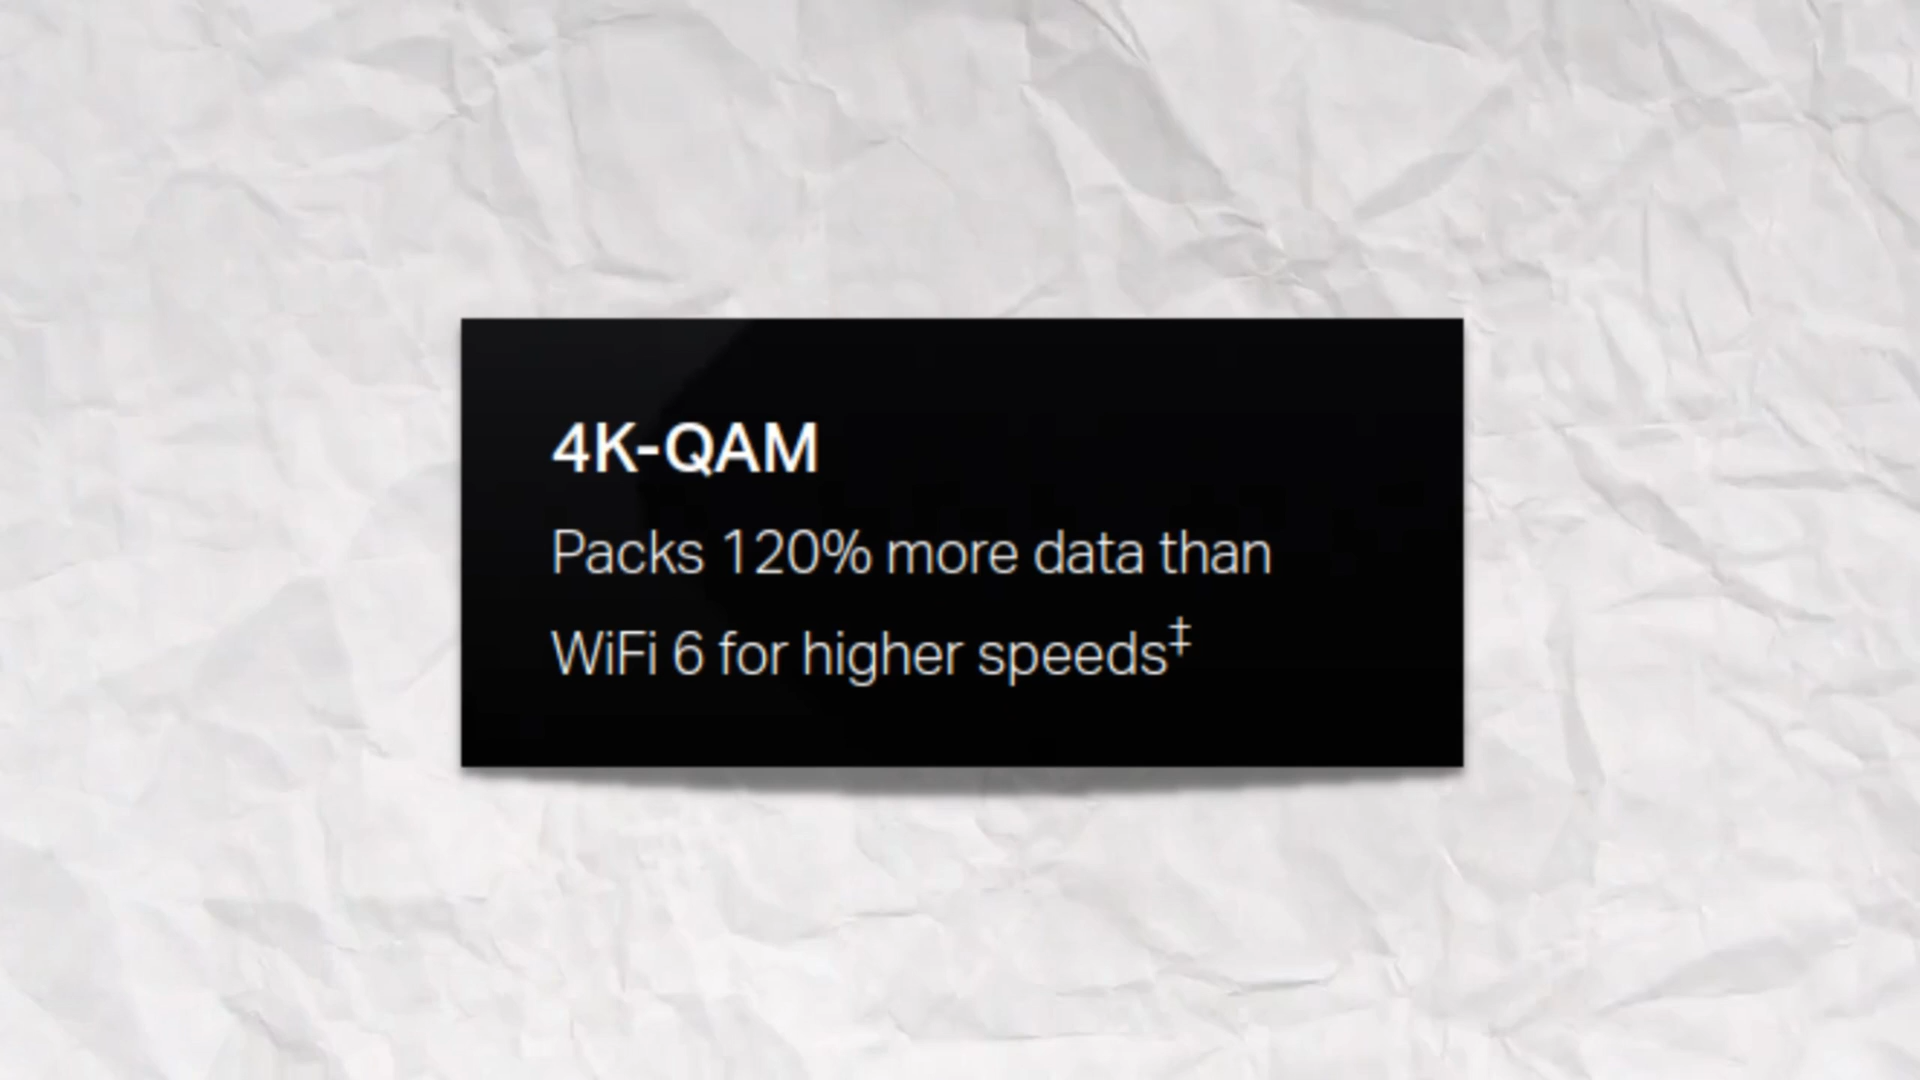 4K-QAM
Packs 120% more data than
WiFi 6 for higher speeds‡